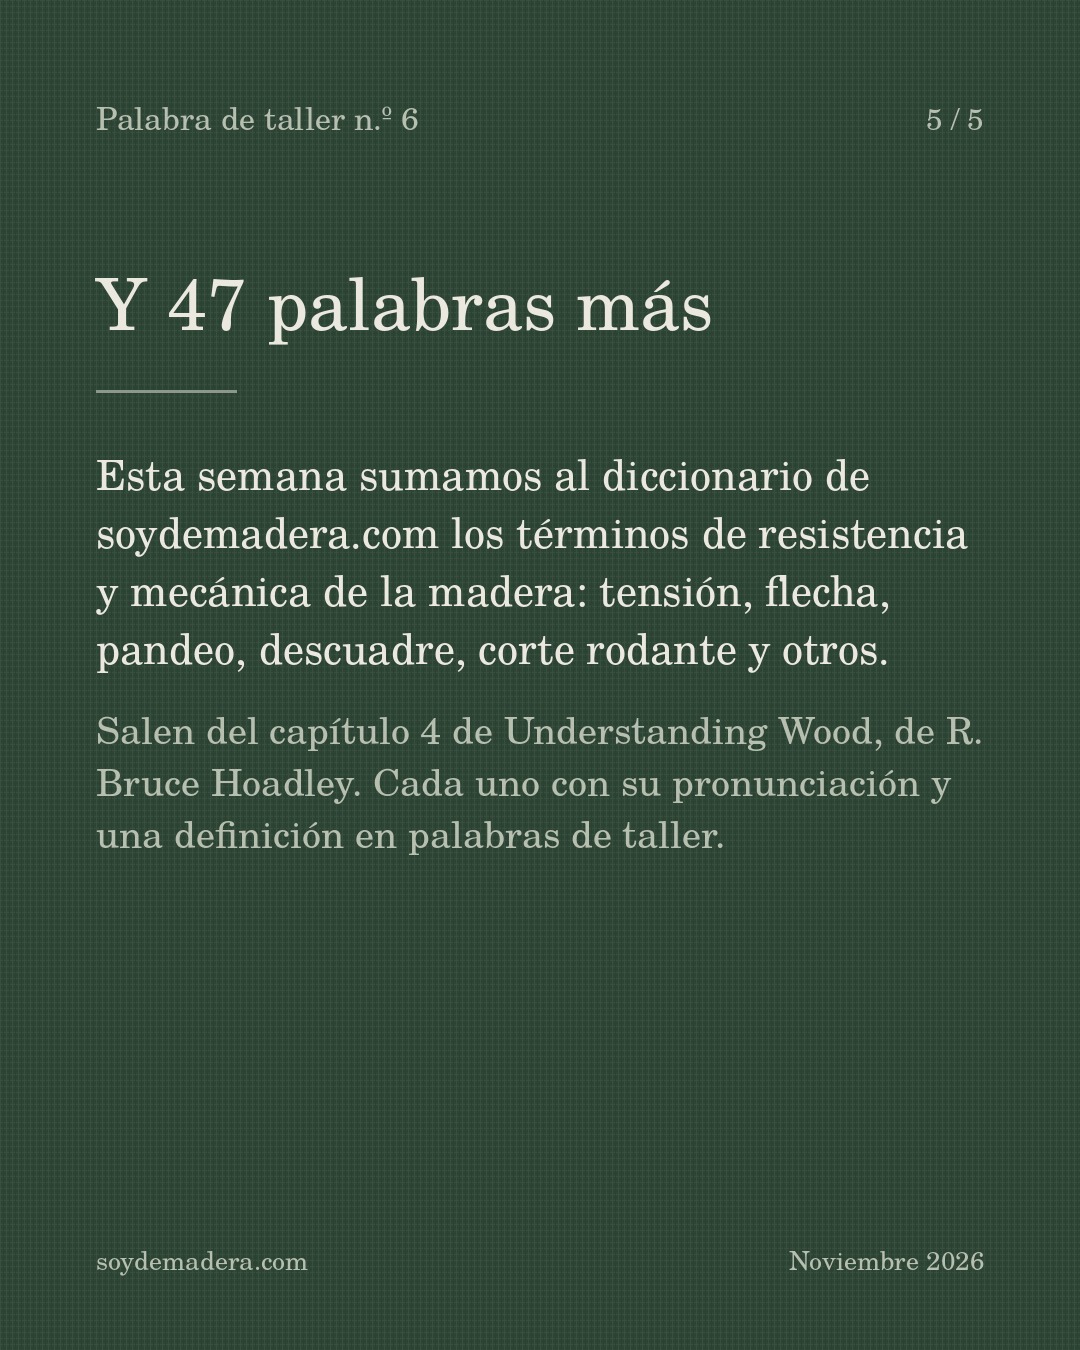 Palabra de taller n.º 6
5 / 5
Y 47 palabras más
Esta semana sumamos al diccionario de
soydemadera.com los términos de resistencia
y mecánica de la madera: tensión, flecha,
pandeo, descuadre, corte rodante y otros.
Salen del capítulo 4 de Understanding Wood, de R.
Bruce Hoadley. Cada uno con su pronunciación y
una definición en palabras de taller.
soydemadera.com
Noviembre 2026